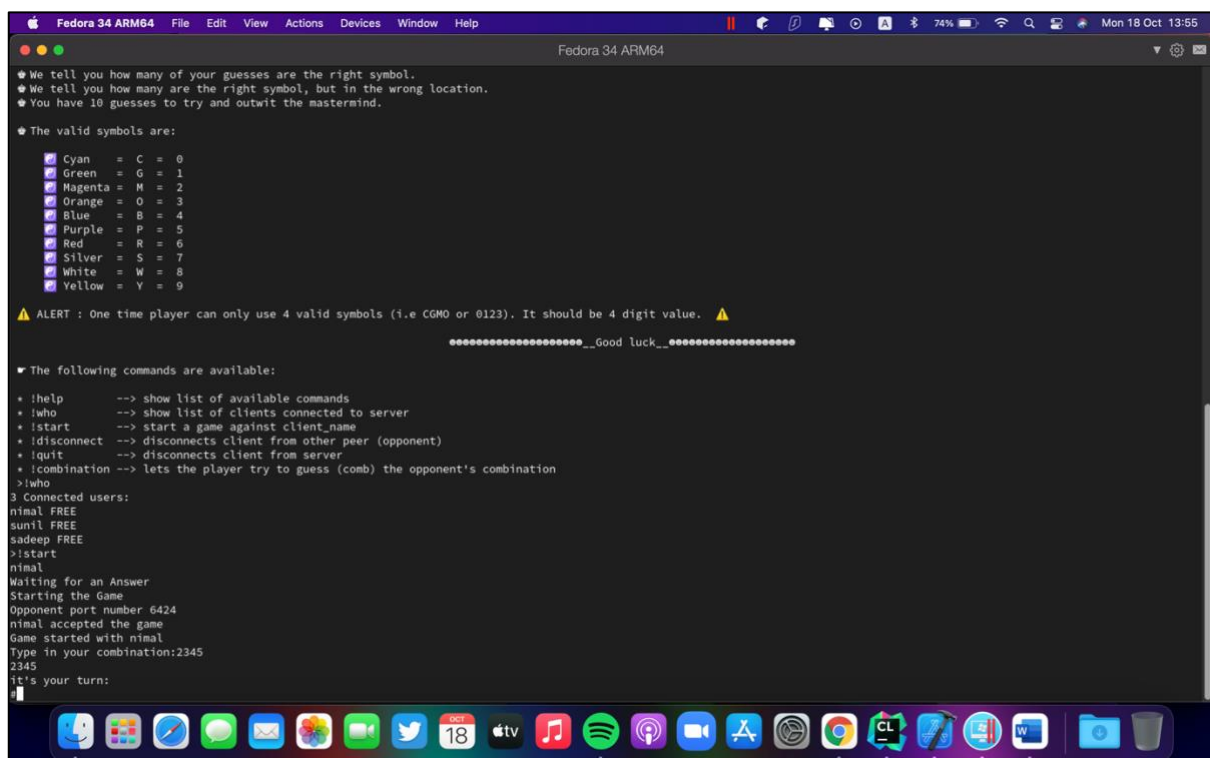 Fedora 34 ARM64 File Edit View Actions Devices Window Help 74% Mon 18 Oct 13:55
Fedora 34 ARM64
We tell you how many of your guesses are the right symbol.
We tell you how many are the right symbol, but in the wrong location.
You have 10 guesses to try and outwit the mastermind.
The valid symbols are:
Cyan = C = 0
Green = G = 1
Magenta = M = 2
Orange = O = 3
Blue = B = 4
Purple = P = 5
Red = R = 6
Silver = S = 7
White = W = 8
Yellow = Y = 9
⚠ ALERT : One time player can only use 4 valid symbols (i.e CGMO or 0123). It should be 4 digit value. ⚠
__Good luck__
☛ The following commands are available:
* !help --> show list of available commands
* !who --> show list of clients connected to server
* !start --> start a game against client_name
* !disconnect --> disconnects client from other peer (opponent)
* !quit --> disconnects client from server
* !combination --> lets the player try to guess (comb) the opponent's combination
>!who
3 Connected users:
nimal FREE
sunil FREE
sadeep FREE
>!start
nimal
Waiting for an Answer
Starting the Game
Opponent port number 6424
nimal accepted the game
Game started with nimal
Type in your combination:2345
2345
it's your turn:
#
OCT
18
tv
CL
W